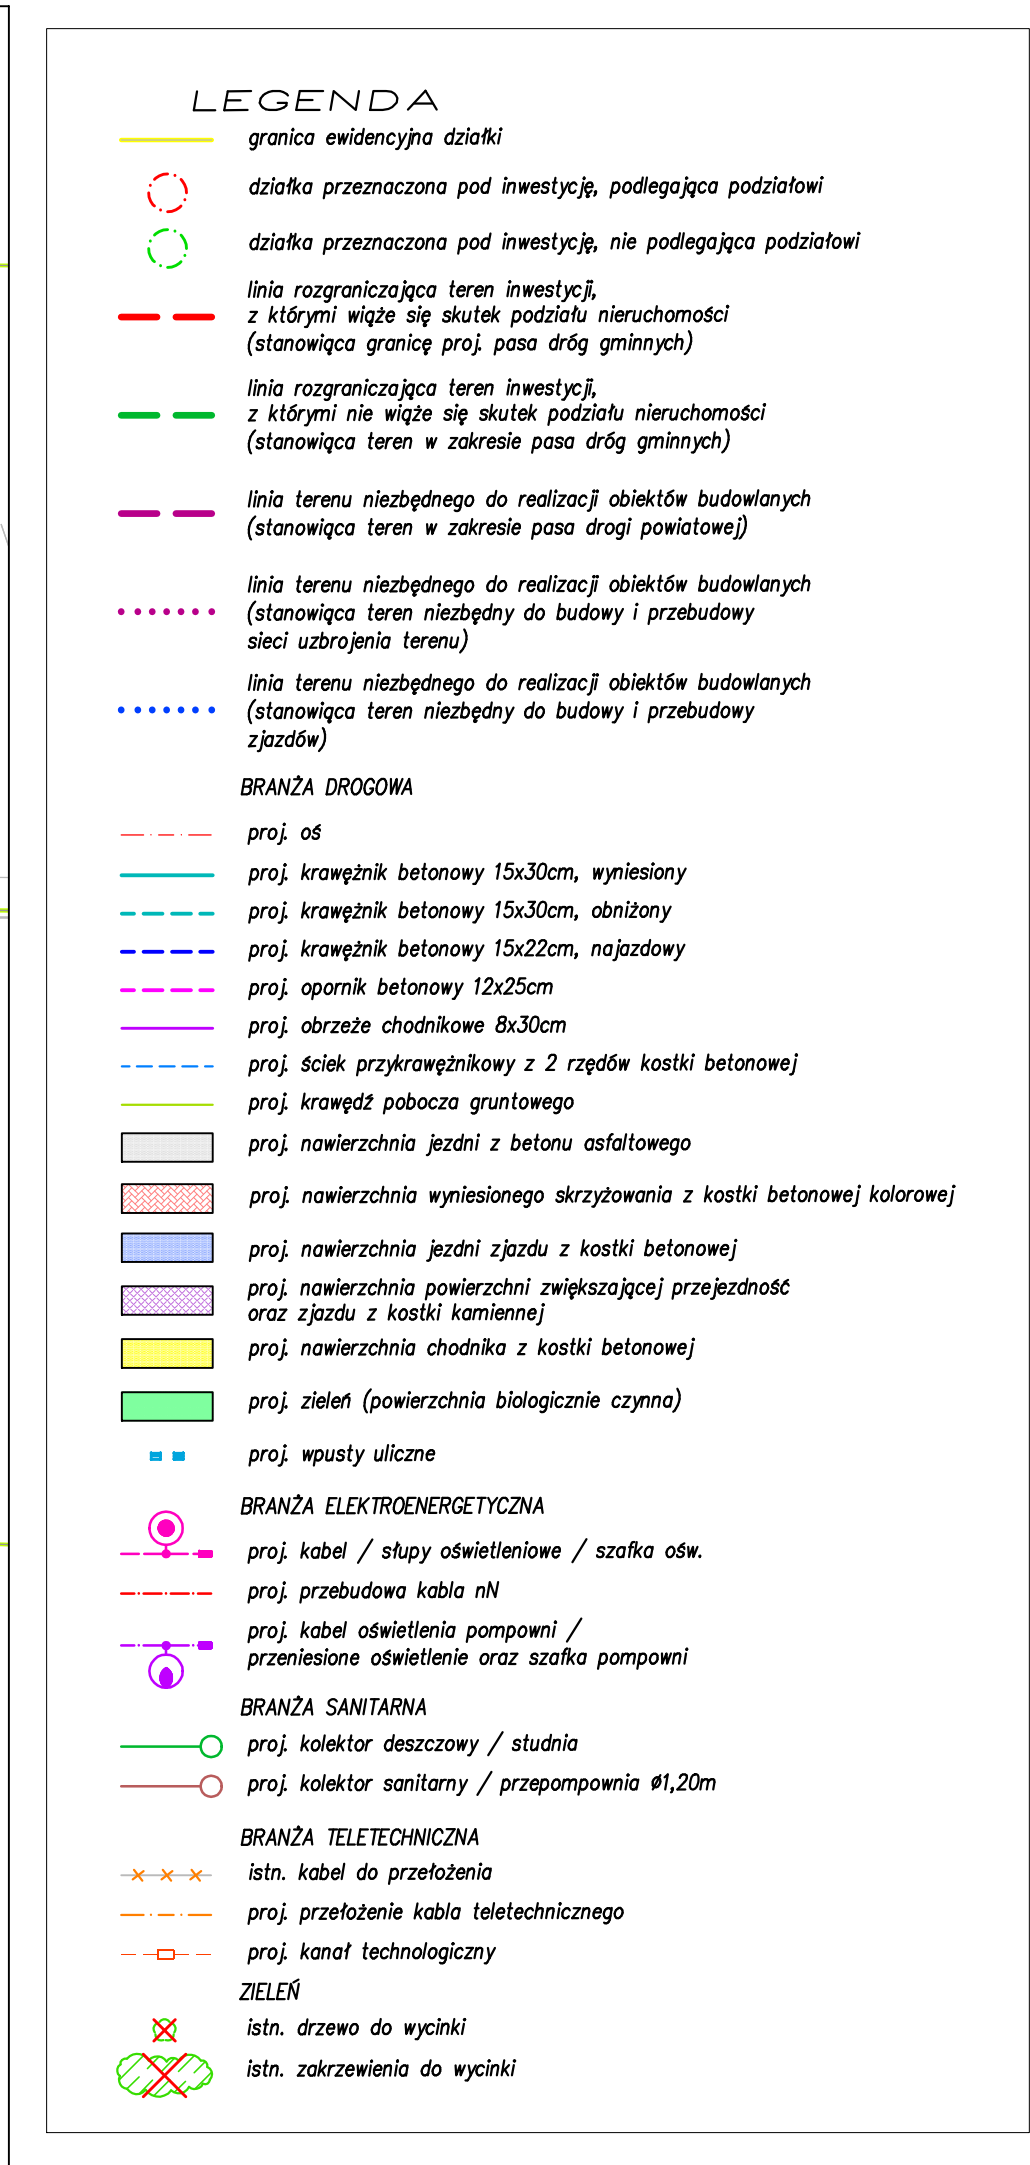 LEGENDA
granica ewidencyjna działki
działka przeznaczona pod inwestycję, podlegająca podziałowi
działka przeznaczona pod inwestycję, nie podlegająca podziałowi
linia rozgraniczająca teren inwestycji,
z którymi wiąże się skutek podziału nieruchomości
(stanowiąca granicę proj. pasa dróg gminnych)
linia rozgraniczająca teren inwestycji,
z którymi nie wiąże się skutek podziału nieruchomości
(stanowiąca teren w zakresie pasa dróg gminnych)
linia terenu niezbędnego do realizacji obiektów budowlanych
(stanowiąca teren w zakresie pasa drogi powiatowej)
linia terenu niezbędnego do realizacji obiektów budowlanych
(stanowiąca teren niezbędny do budowy i przebudowy
sieci uzbrojenia terenu)
linia terenu niezbędnego do realizacji obiektów budowlanych
(stanowiąca teren niezbędny do budowy i przebudowy
zjazdów)
BRANŻA DROGOWA
proj. oś
proj. krawężnik betonowy 15x30cm, wyniesiony
proj. krawężnik betonowy 15x30cm, obniżony
proj. krawężnik betonowy 15x22cm, najazdowy
proj. opornik betonowy 12x25cm
proj. obrzeże chodnikowe 8x30cm
proj. ściek przykrawężnikowy z 2 rzędów kostki betonowej
proj. krawędź pobocza gruntowego
proj. nawierzchnia jezdni z betonu asfaltowego
proj. nawierzchnia wyniesionego skrzyżowania z kostki betonowej kolorowej
proj. nawierzchnia jezdni zjazdu z kostki betonowej
proj. nawierzchnia powierzchni zwiększającej przejezdność
oraz zjazdu z kostki kamiennej
proj. nawierzchnia chodnika z kostki betonowej
proj. zieleń (powierzchnia biologicznie czynna)
proj. wpusty uliczne
BRANŻA ELEKTROENERGETYCZNA
proj. kabel / słupy oświetleniowe / szafka ośw.
proj. przebudowa kabla nN
proj. kabel oświetlenia pompowni /
przeniesione oświetlenie oraz szafka pompowni
BRANŻA SANITARNA
proj. kolektor deszczowy / studnia
proj. kolektor sanitarny / przepompownia ø1,20m
BRANŻA TELETECHNICZNA
istn. kabel do przełożenia
proj. przełożenie kabla teletechnicznego
proj. kanał technologiczny
ZIELEŃ
istn. drzewo do wycinki
istn. zakrzewienia do wycinki